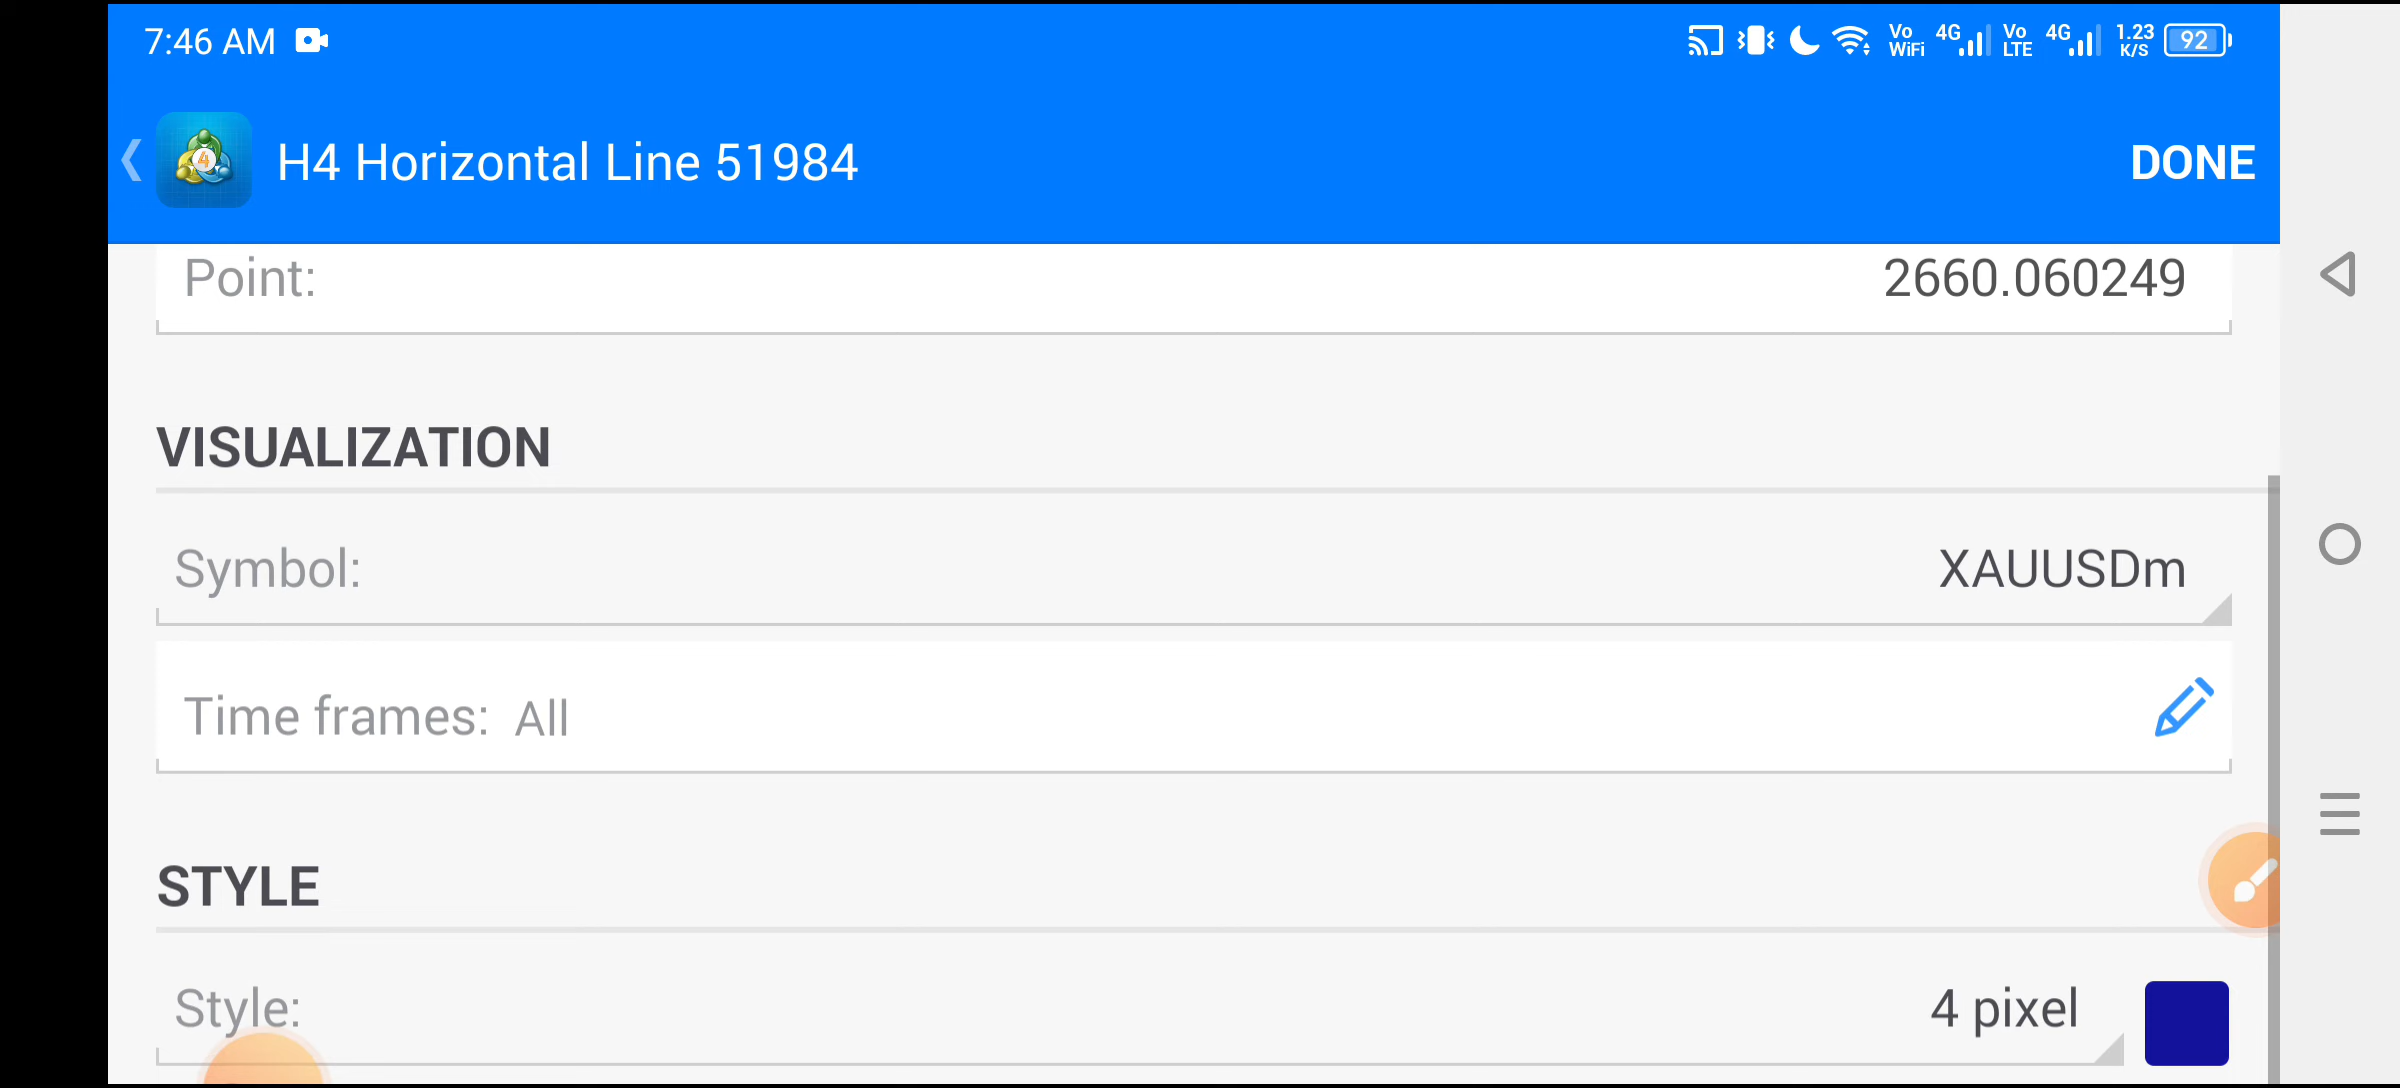 7:46 AM
Vo WiFi 4G Vo LTE 4G 1.23 K/S 92
4
H4 Horizontal Line 51984
DONE
Point: 2660.060249
VISUALIZATION
Symbol: XAUUSDm
Time frames: All
STYLE
Style: 4 pixel